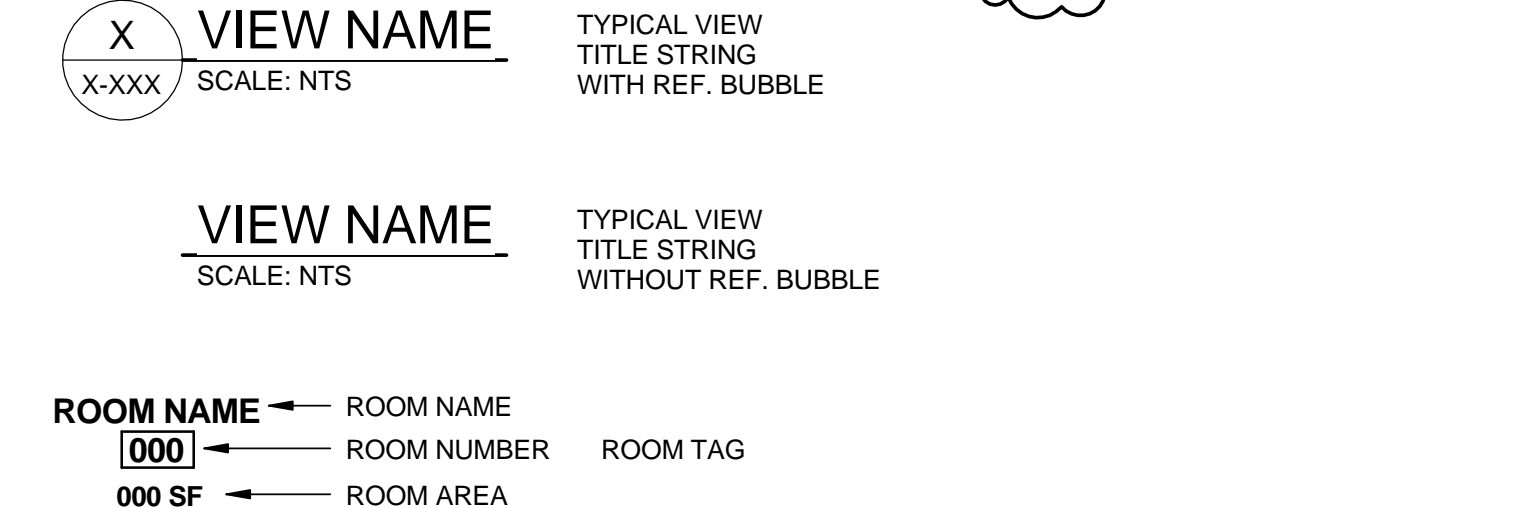 X
X-XXX
VIEW NAME
SCALE: NTS
TYPICAL VIEW
TITLE STRING
WITH REF. BUBBLE
VIEW NAME
SCALE: NTS
TYPICAL VIEW
TITLE STRING
WITHOUT REF. BUBBLE
ROOM NAME ROOM NAME
000 ROOM NUMBER ROOM TAG
000 SF ROOM AREA